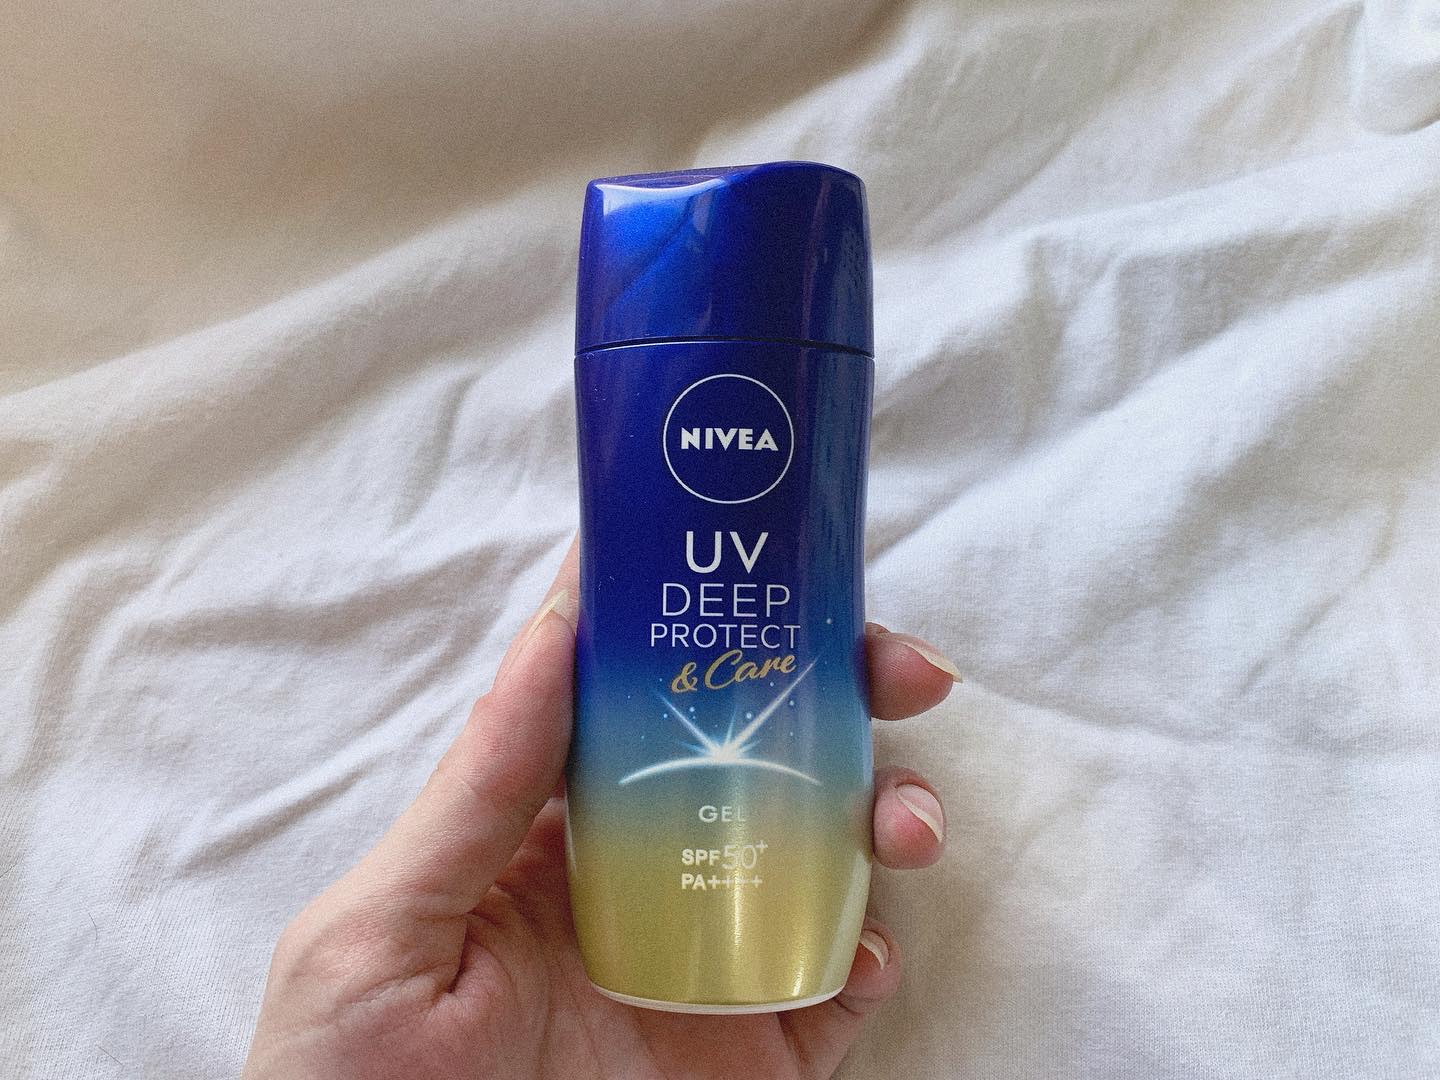 NIVEA
UV
DEEP
PROTECT
& Care
GEL
SPF50+
PA++++